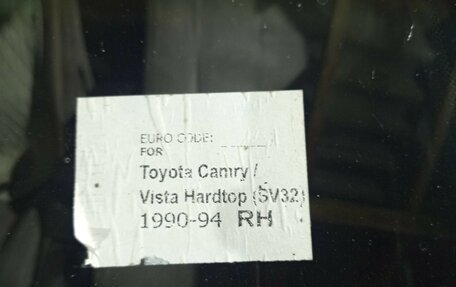 EURO CODE:
FOR
Toyota Camry /
Vista Hardtop (SV32)
1990-94 RH